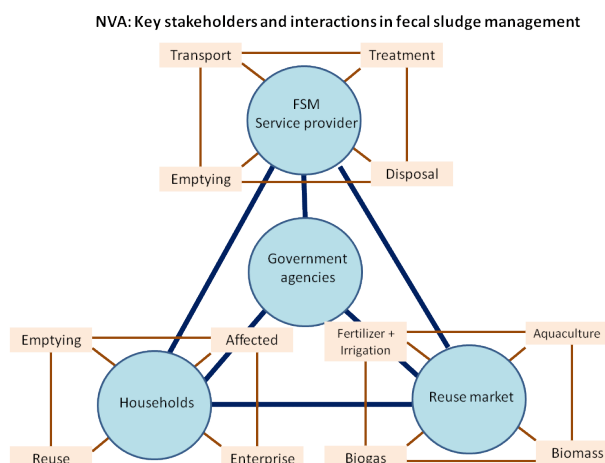 NVA: Key stakeholders and interactions in fecal sludge management
Transport
Treatment
FSM
Service provider
Emptying
Disposal
Government
agencies
Emptying
Affected
Households
Reuse
Enterprise
Fertilizer +
Irrigation
Aquaculture
Reuse market
Biogas
Biomass